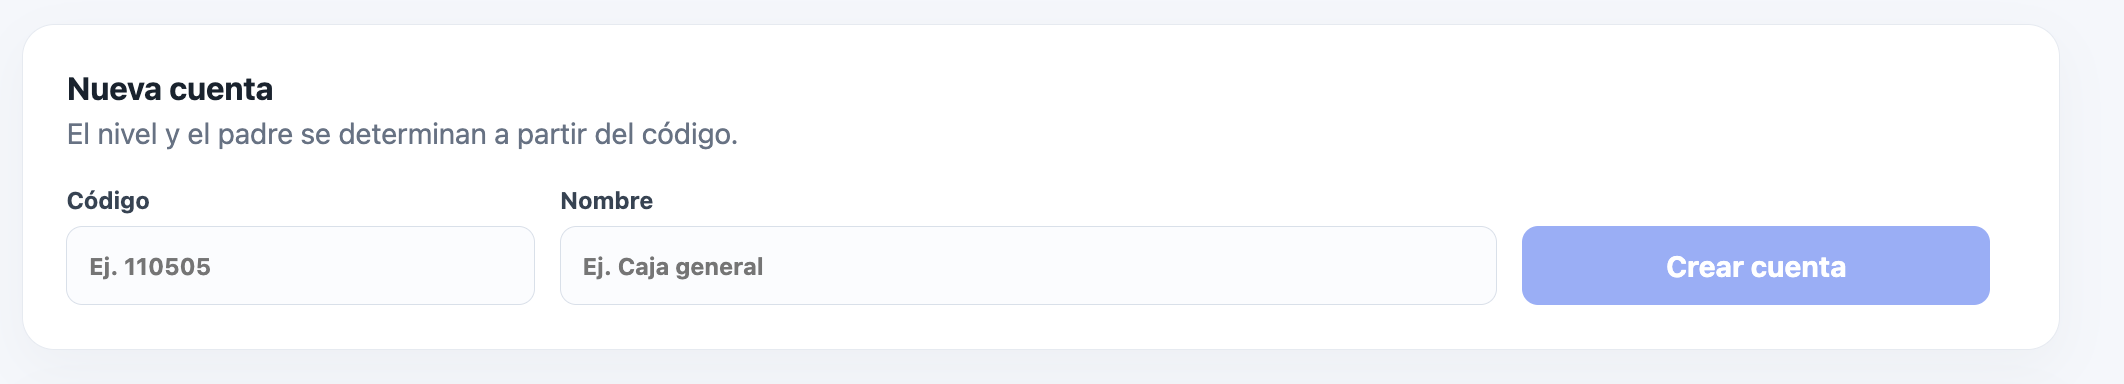 Nueva cuenta
El nivel y el padre se determinan a partir del código.
Código
Nombre
Ej. 110505
Ej. Caja general
Crear cuenta